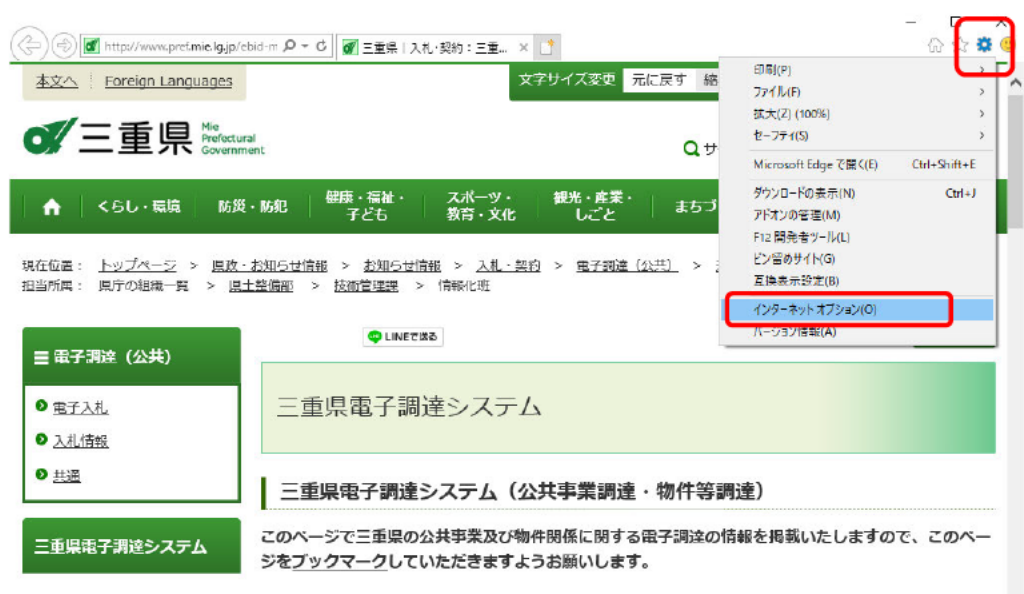 http://www.pref.mie.lg.jp/ebid-m
三重県 | 入札・契約：三重...
本文へ
Foreign Languages
文字サイズ変更
元に戻す
縮
三重県
Mie
Prefectural
Government
サ
くらし・環境
防災・防犯
健康・福祉・
子ども
スポーツ・
教育・文化
観光・産業・
しごと
まちづ
印刷(P)
ファイル(F)
拡大(Z) (100%)
セーフティ(S)
Microsoft Edge で開く(E) Ctrl+Shift+E
ダウンロードの表示(N) Ctrl+J
アドオンの管理(M)
F12 開発者ツール(L)
ピン留めサイト(G)
互換表示設定(B)
インターネット オプション(O)
バージョン情報(A)
現在位置： トップページ > 県政・お知らせ情報 > お知らせ情報 > 入札・契約 > 電子調達（公共） >
担当所属： 県庁の組織一覧 > 県土整備部 > 技術管理課 > 情報化班
LINEで送る
電子調達（公共）
電子入札
入札情報
共通
三重県電子調達システム
三重県電子調達システム
三重県電子調達システム（公共事業調達・物件等調達）
このページで三重県の公共事業及び物件関係に関する電子調達の情報を掲載いたしますので、このペー
ジをブックマークしていただきますようお願いします。